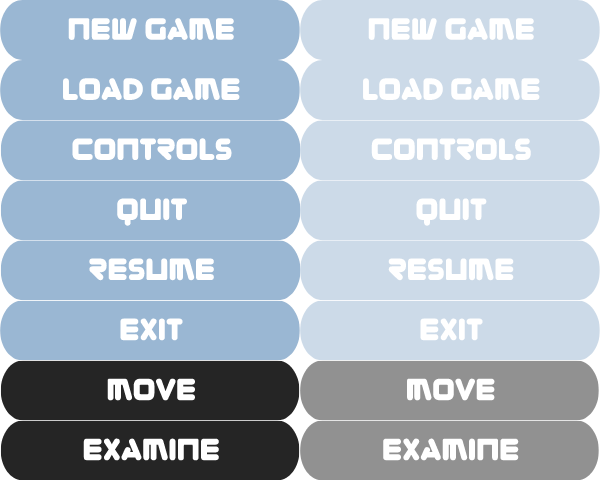 NEW GAME NEW GAME
LOAD GAME LOAD GAME
CONTROLS CONTROLS
QUIT QUIT
RESUME RESUME
EXIT EXIT
MOVE MOVE
EXAMINE EXAMINE